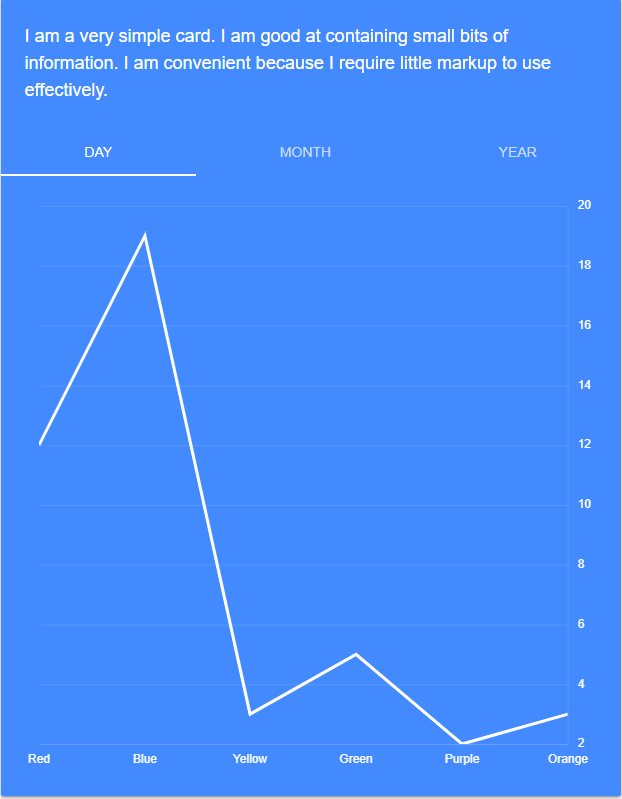 I am a very simple card. I am good at containing small bits of
information. I am convenient because I require little markup to use
effectively.
DAY MONTH YEAR
20
18
16
14
12
10
8
6
4
2
Red Blue Yellow Green Purple Orange